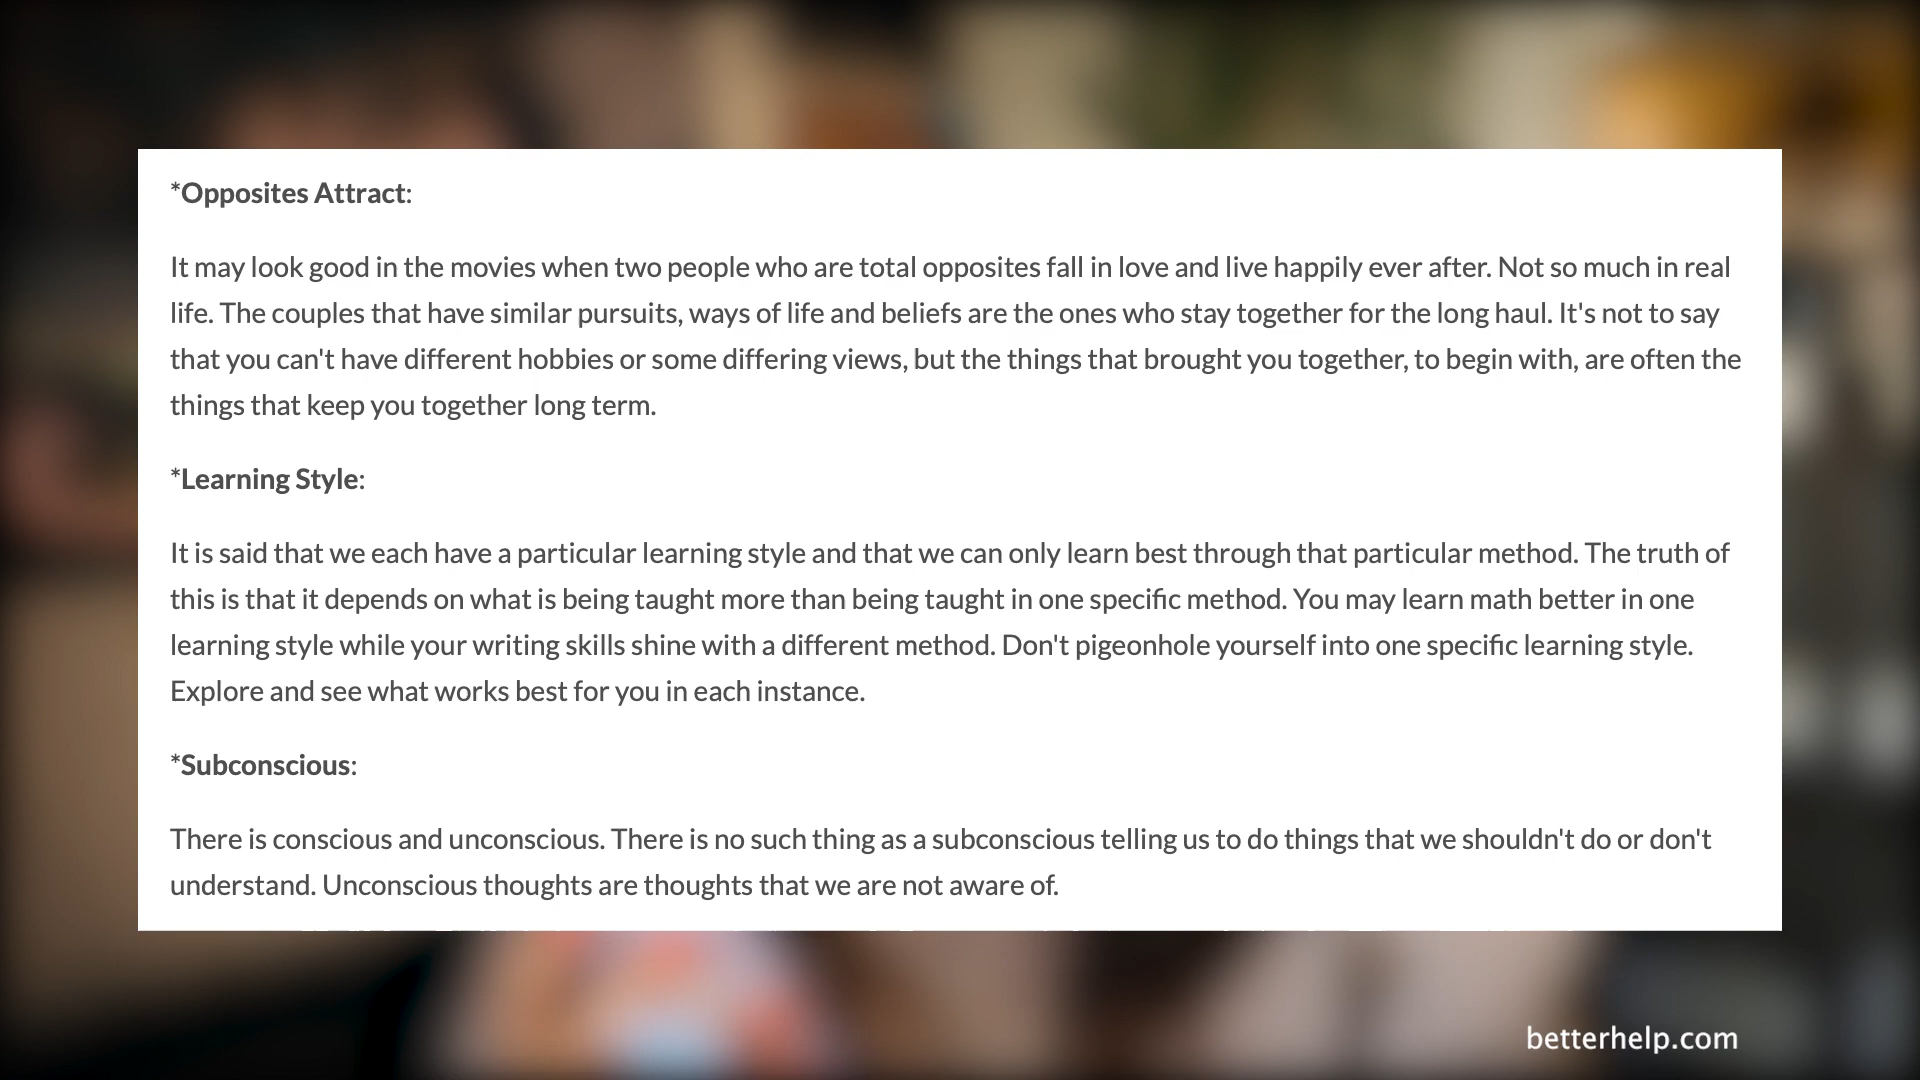 *Opposites Attract:
It may look good in the movies when two people who are total opposites fall in love and live happily ever after. Not so much in real
life. The couples that have similar pursuits, ways of life and beliefs are the ones who stay together for the long haul. It's not to say
that you can't have different hobbies or some differing views, but the things that brought you together, to begin with, are often the
things that keep you together long term.
*Learning Style:
It is said that we each have a particular learning style and that we can only learn best through that particular method. The truth of
this is that it depends on what is being taught more than being taught in one specific method. You may learn math better in one
learning style while your writing skills shine with a different method. Don't pigeonhole yourself into one specific learning style.
Explore and see what works best for you in each instance.
*Subconscious:
There is conscious and unconscious. There is no such thing as a subconscious telling us to do things that we shouldn't do or don't
understand. Unconscious thoughts are thoughts that we are not aware of.
betterhelp.com